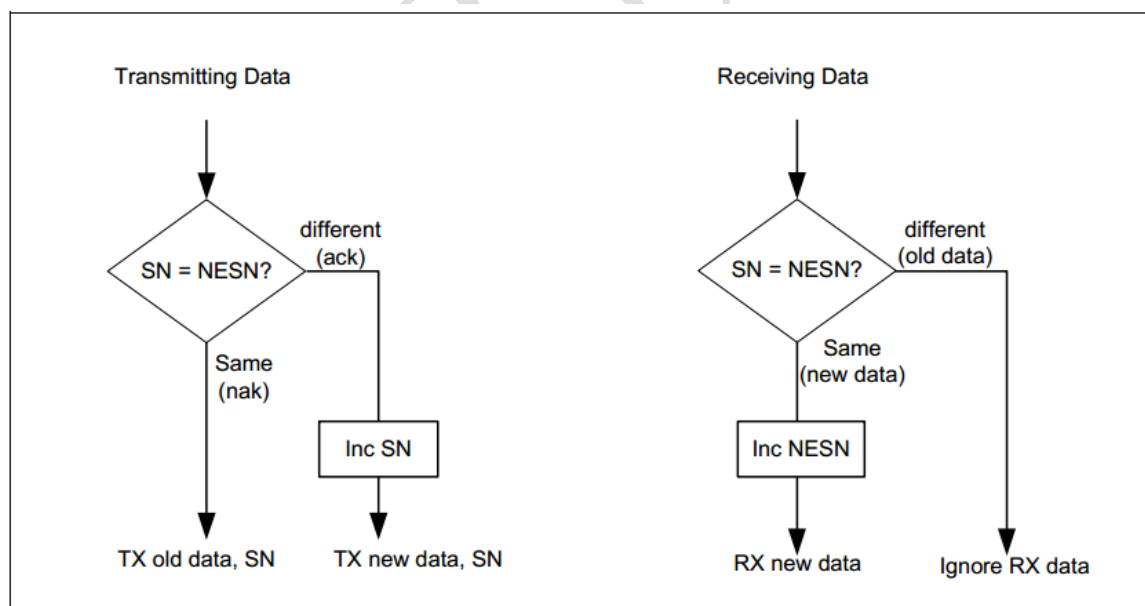 Transmitting Data
SN = NESN?
different
(ack)
Same
(nak)
Inc SN
TX old data, SN
TX new data, SN
Receiving Data
SN = NESN?
different
(old data)
Same
(new data)
Inc NESN
RX new data
Ignore RX data